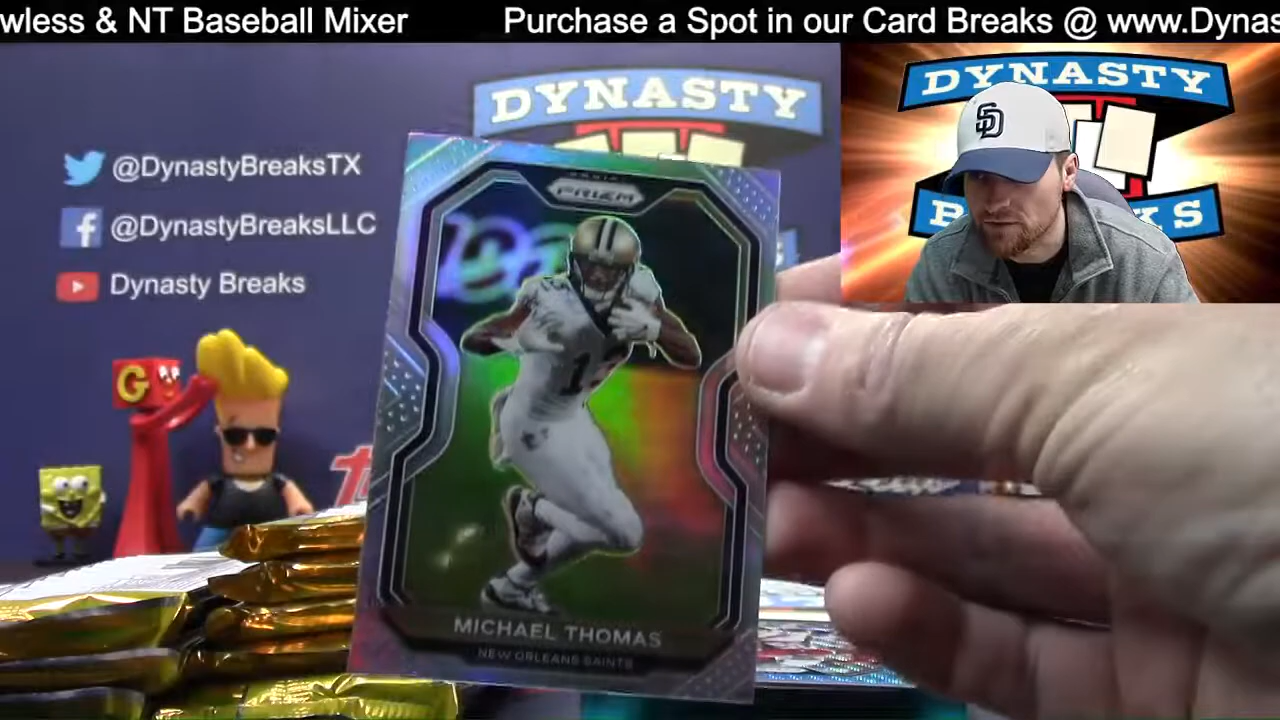 wless & NT Baseball Mixer Purchase a Spot in our Card Breaks @ www.Dynas
DYNASTY
DYNASTY
@DynastyBreaksTX
SD
@DynastyBreaksLLC
Dynasty Breaks
PANINI
PRIZM
G
MICHAEL THOMAS
NEW ORLEANS SAINTS